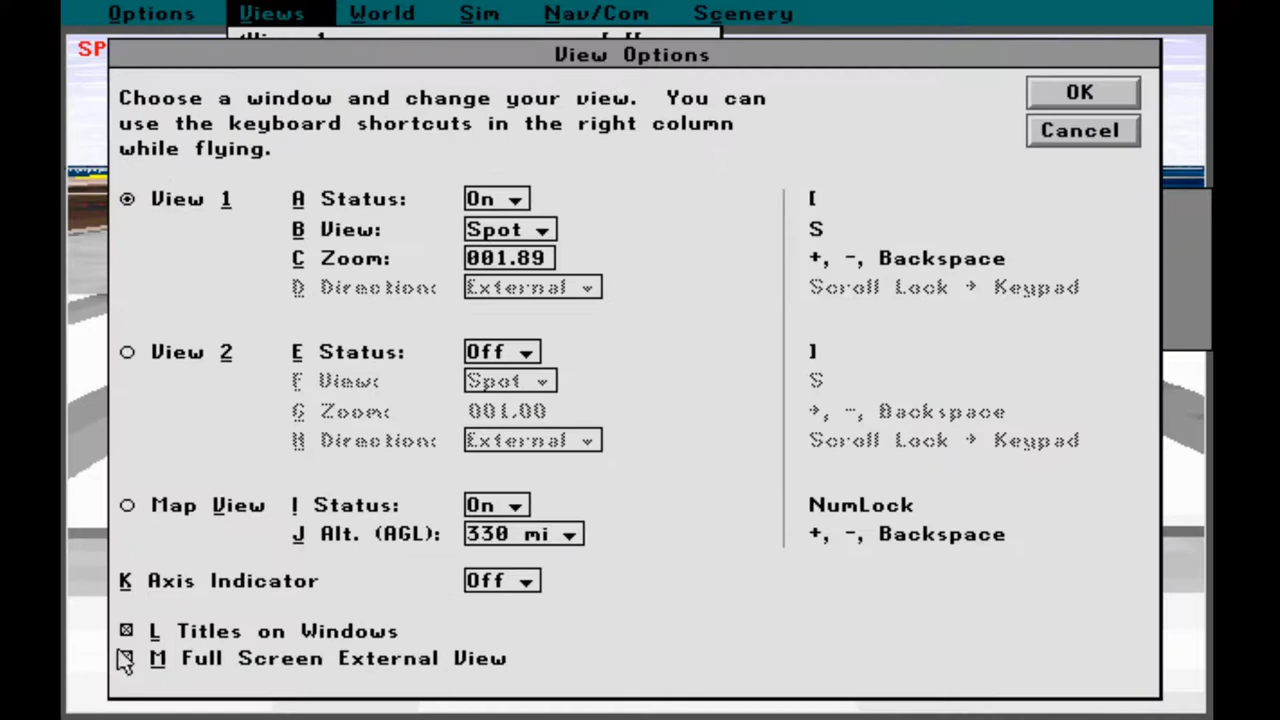 Options Views World Sim Nav/Com Scenery
SP
View Options
Choose a window and change your view. You can
use the keyboard shortcuts in the right column
while flying.
OK
Cancel
View 1 A Status: On [
B View: Spot S
C Zoom: 001.89 +, -, Backspace
D Direction: External Scroll Lock + Keypad
View 2 E Status: Off ]
F View: Spot S
G Zoom: 001.00 +, -, Backspace
H Direction: External Scroll Lock + Keypad
Map View I Status: On NumLock
J Alt. (AGL): 330 mi +, -, Backspace
K Axis Indicator Off
L Titles on Windows
M Full Screen External View